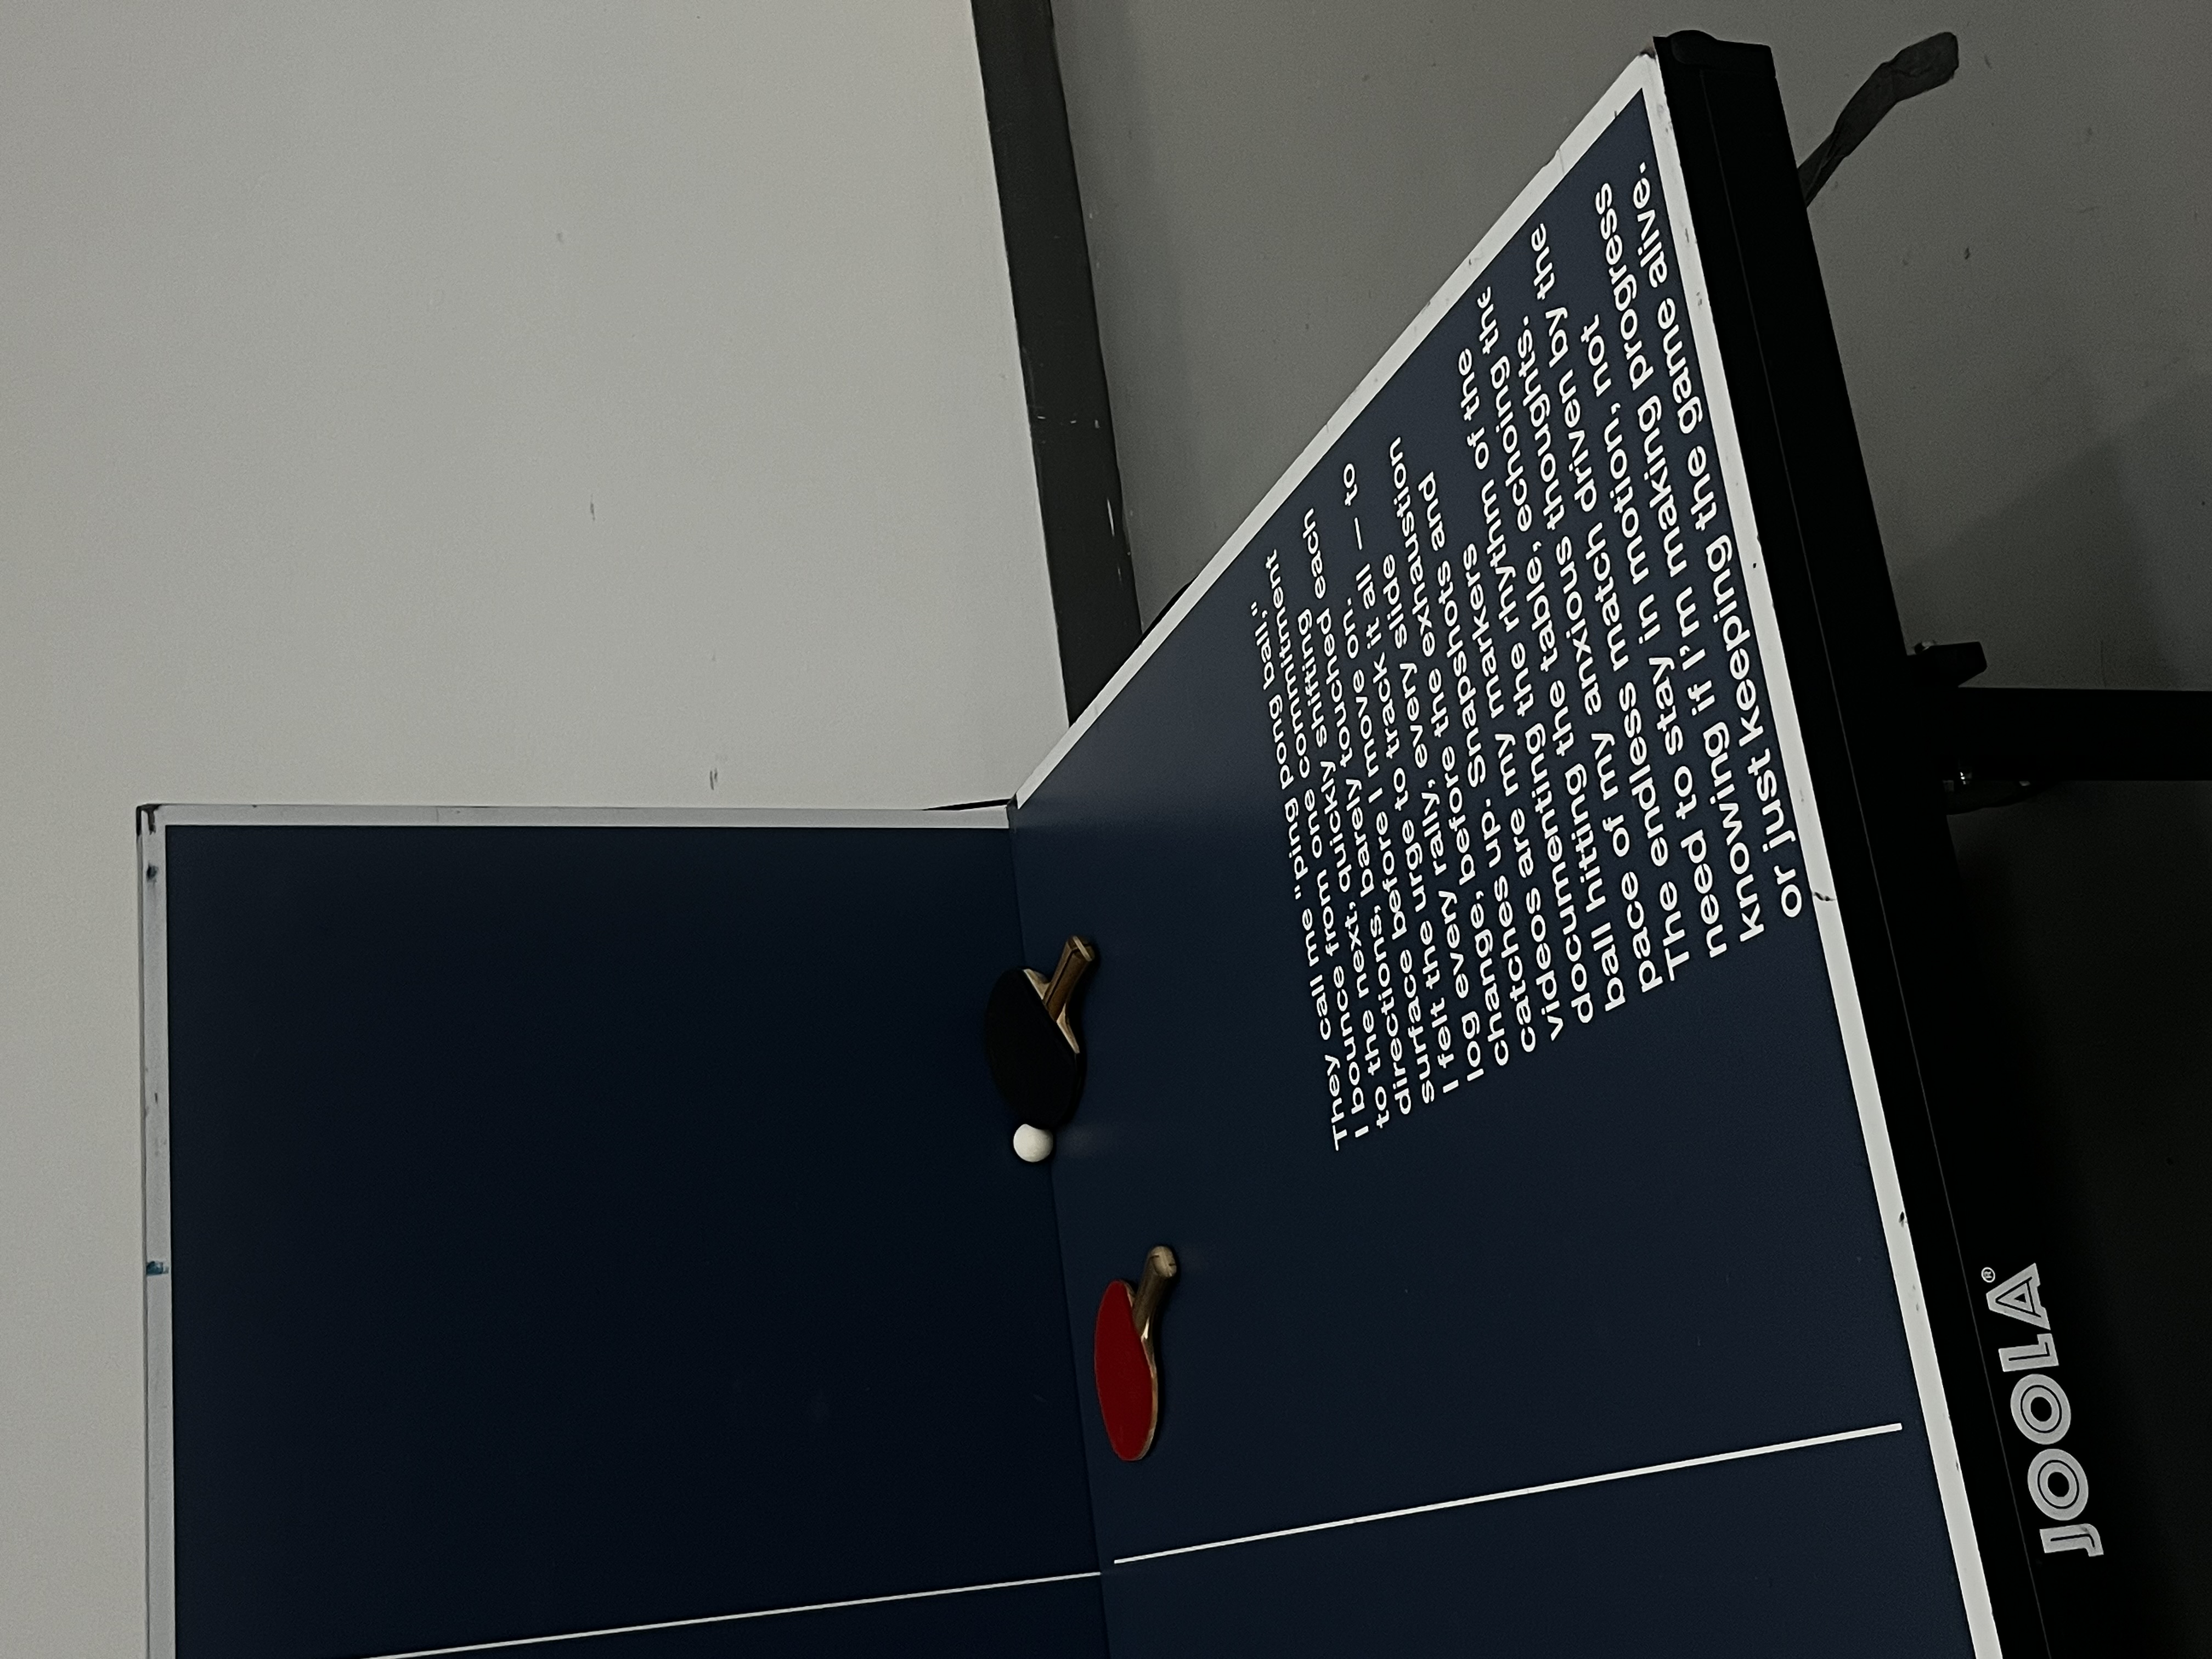 They call me "ping pong ball,"
I bounce from one commitment
to the next, quickly shifting
directions, barely touched each
surface before I move on.
I felt the urge to track it all — to
log every rally, every slide
change, before the exhaustion
catches up. Snapshots and
videos are my markers
documenting the rhythm of the
ball hitting the table, echoing the
pace of my anxious thoughts.
The endless match driven by the
need to stay in motion, not
knowing if I'm making progress
or just keeping the game alive.
JOOLA®